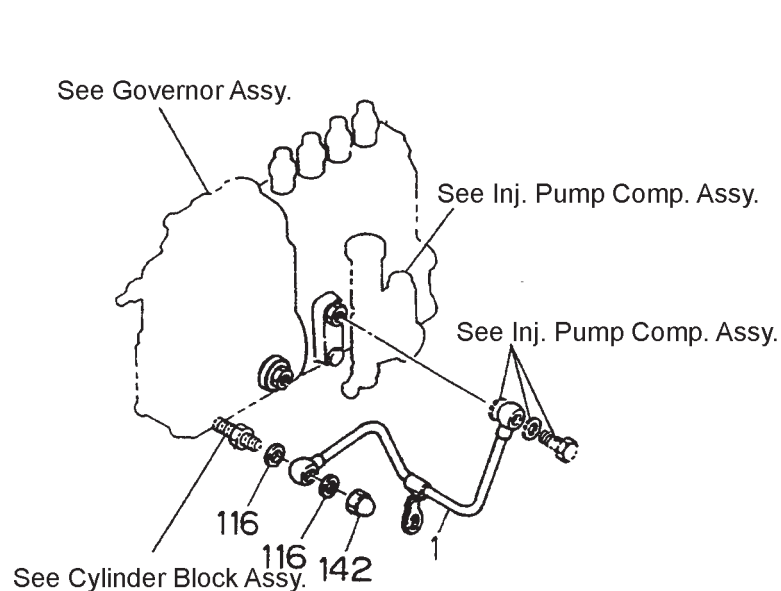 See Governor Assy.
See Inj. Pump Comp. Assy.
See Inj. Pump Comp. Assy.
116
116
142
1
See Cylinder Block Assy.